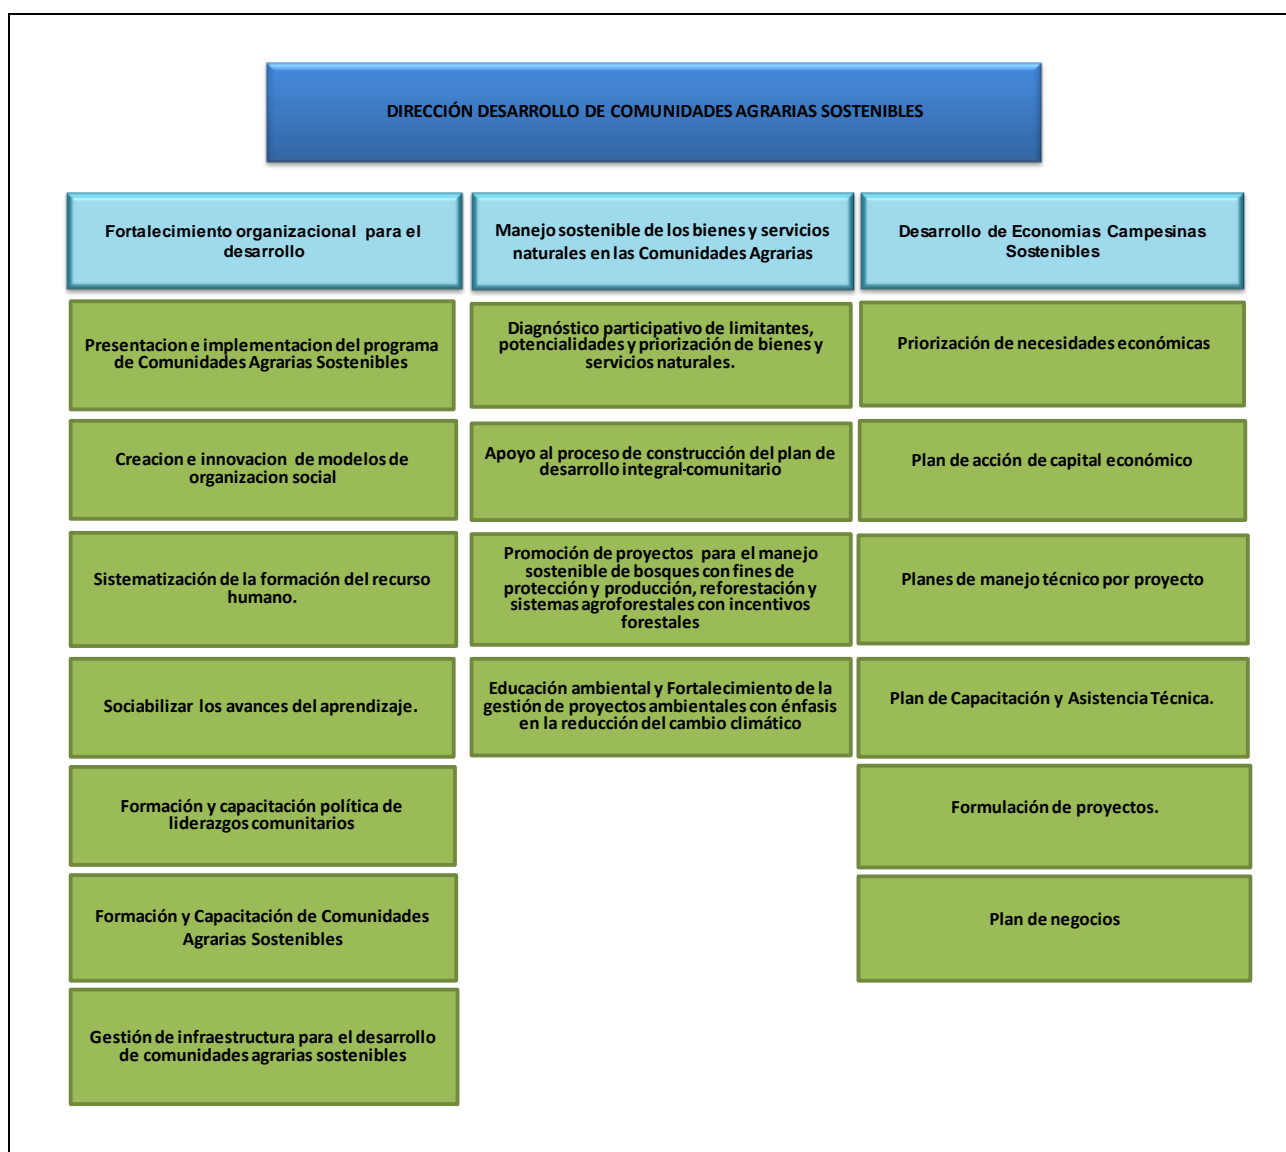 DIRECCIÓN DESARROLLO DE COMUNIDADES AGRARIAS SOSTENIBLES
Fortalecimiento organizacional para el
desarrollo
Presentacion e implementacion del programa
de Comunidades Agrarias Sostenibles
Creacion e innovacion de modelos de
organizacion social
Sistematización de la formación del recurso
humano.
Sociabilizar los avances del aprendizaje.
Formación y capacitación política de
liderazgos comunitarios
Formación y Capacitación de Comunidades
Agrarias Sostenibles
Gestión de infraestructura para el desarrollo
de comunidades agrarias sostenibles
Manejo sostenible de los bienes y servicios
naturales en las Comunidades Agrarias
Diagnóstico participativo de limitantes,
potencialidades y priorización de bienes y
servicios naturales.
Apoyo al proceso de construcción del plan de
desarrollo integral-comunitario
Promoción de proyectos para el manejo
sostenible de bosques con fines de
protección y producción, reforestación y
sistemas agroforestales con incentivos
forestales
Educación ambiental y Fortalecimiento de la
gestión de proyectos ambientales con énfasis
en la reducción del cambio climático
Desarrollo de Economias Campesinas
Sostenibles
Priorización de necesidades económicas
Plan de acción de capital económico
Planes de manejo técnico por proyecto
Plan de Capacitación y Asistencia Técnica.
Formulación de proyectos.
Plan de negocios